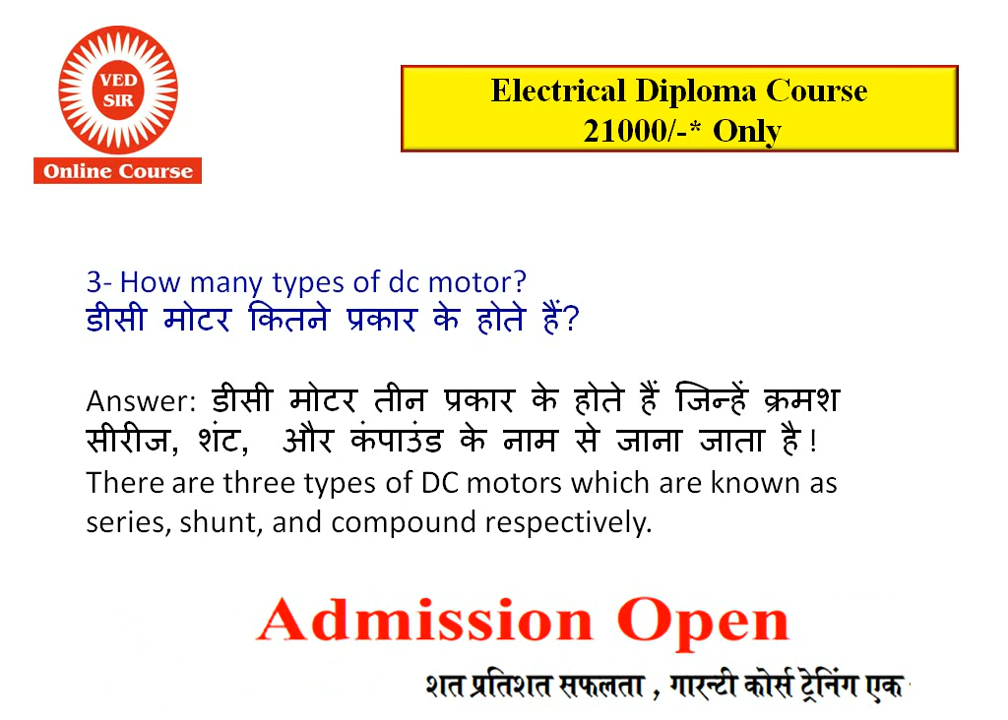 VED
SIR
Online Course
Electrical Diploma Course
21000/-* Only
3- How many types of dc motor?
डीसी मोटर कितने प्रकार के होते हैं?
Answer: डीसी मोटर तीन प्रकार के होते हैं जिन्हें क्रमश
सीरीज, शंट, और कंपाउंड के नाम से जाना जाता है !
There are three types of DC motors which are known as
series, shunt, and compound respectively.
Admission Open
शत प्रतिशत सफलता , गारन्टी कोर्स ट्रेनिंग एक